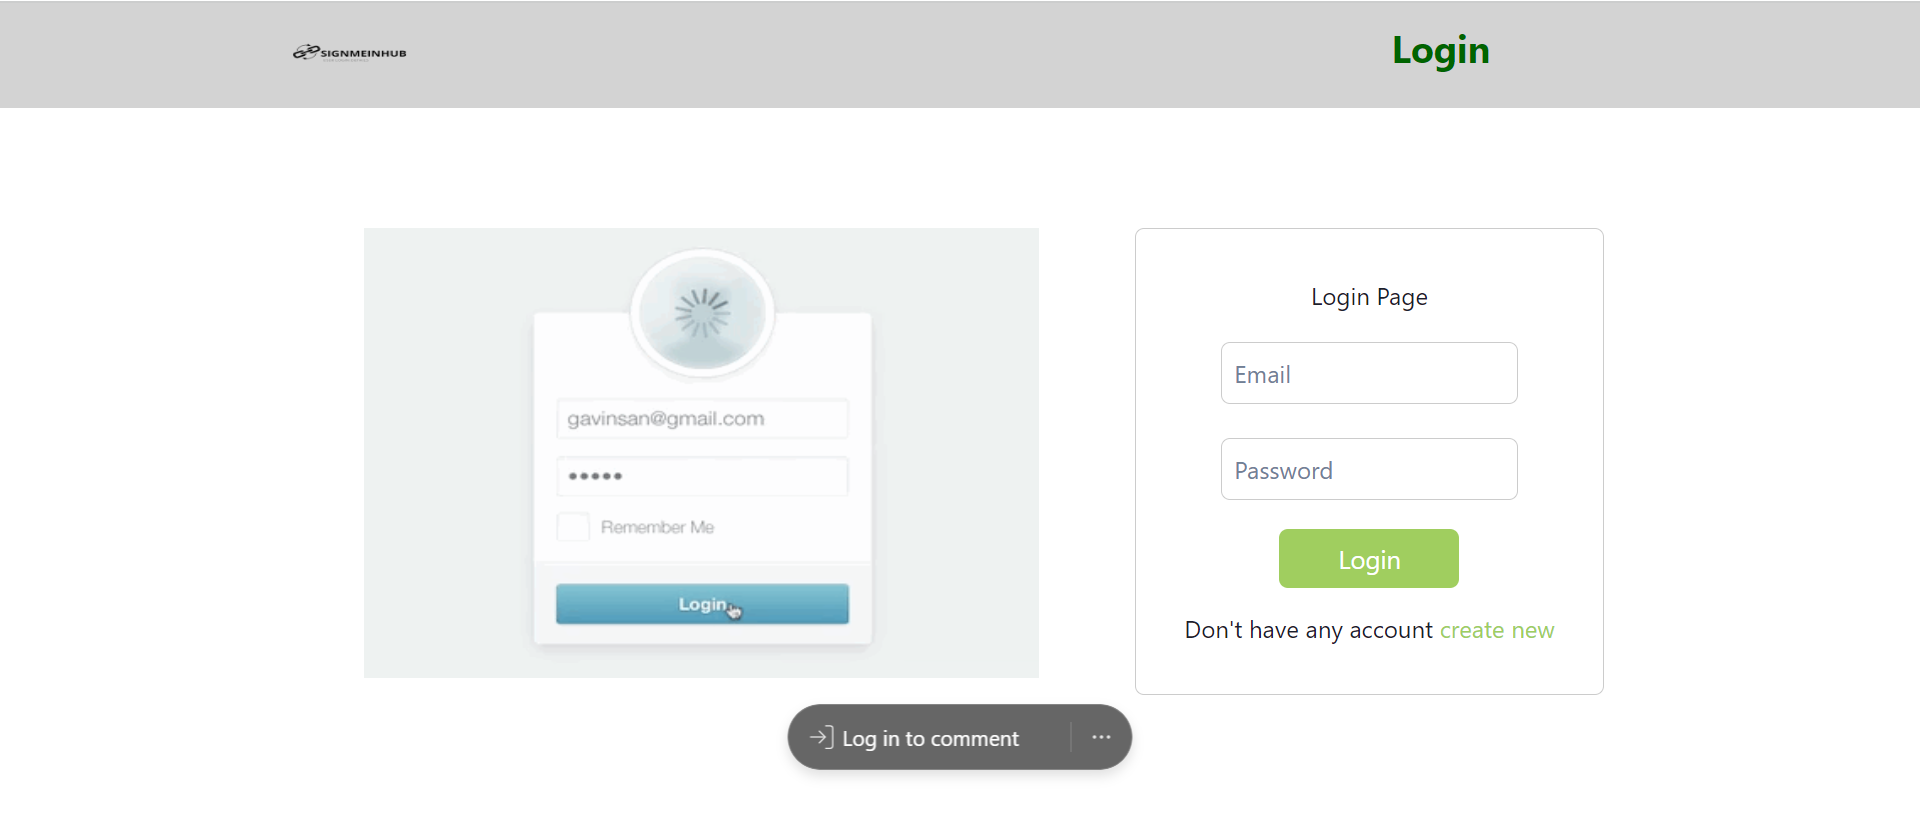 SIGNMEINHUB
Login
gavinsan@gmail.com
•••••
Remember Me
Login
Login Page
Email
Password
Login
Don't have any account create new
Log in to comment